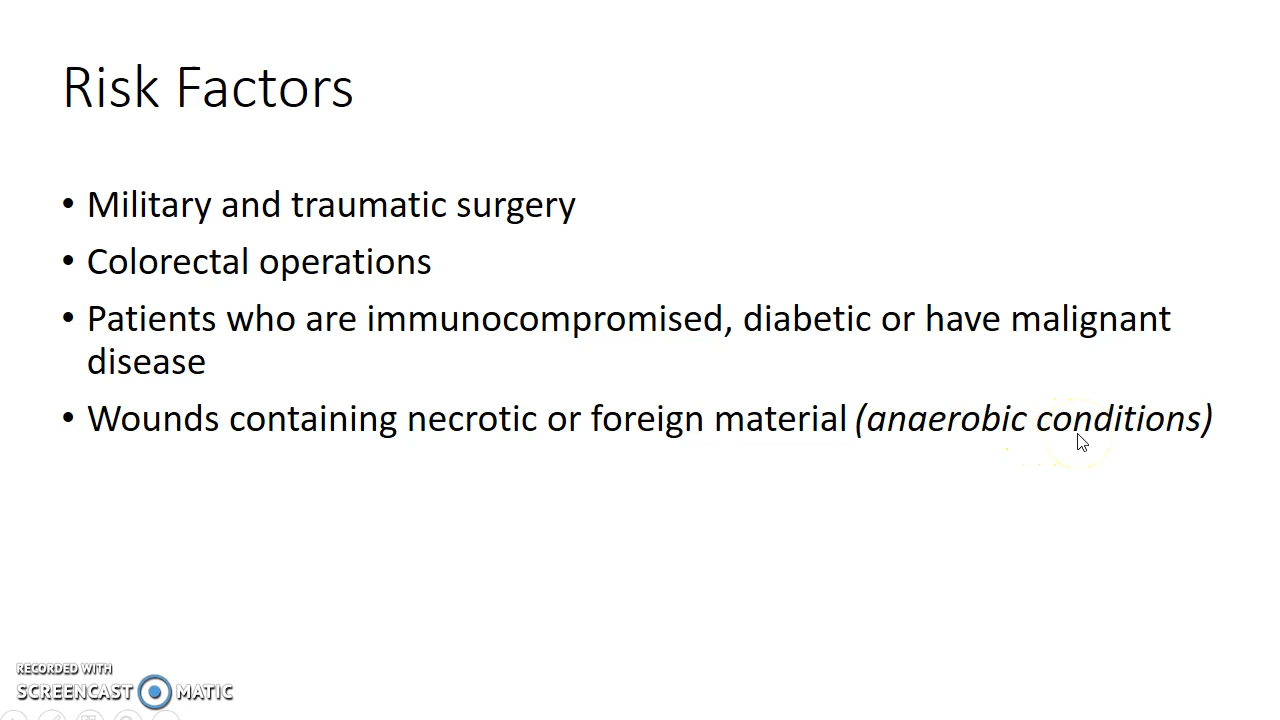 Risk Factors
• Military and traumatic surgery
• Colorectal operations
• Patients who are immunocompromised, diabetic or have malignant
disease
• Wounds containing necrotic or foreign material (anaerobic conditions)
RECORDED WITH
SCREENCAST MATIC